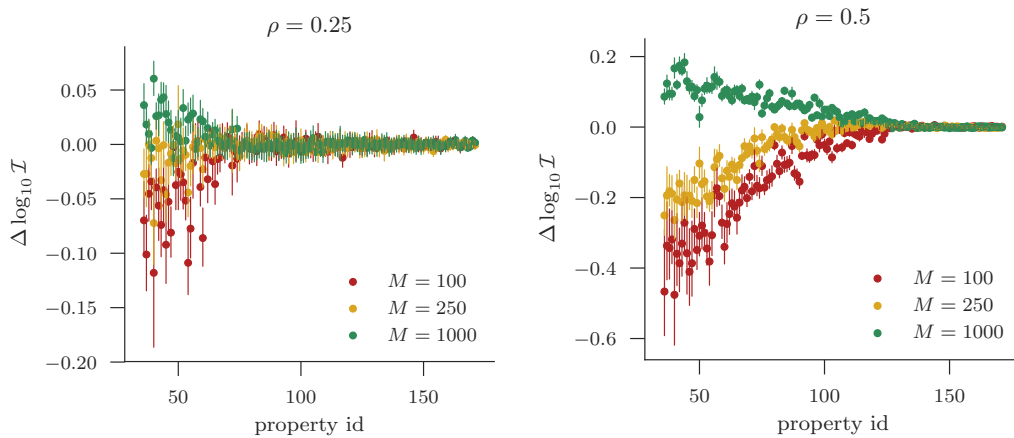 ρ = 0.25
0.05
0.00
−0.05
−0.10
−0.15
−0.20
Δ log₁₀ ℐ
50
100
150
property id
M = 100
M = 250
M = 1000
ρ = 0.5
0.2
0.0
−0.2
−0.4
−0.6
Δ log₁₀ ℐ
50
100
150
property id
M = 100
M = 250
M = 1000